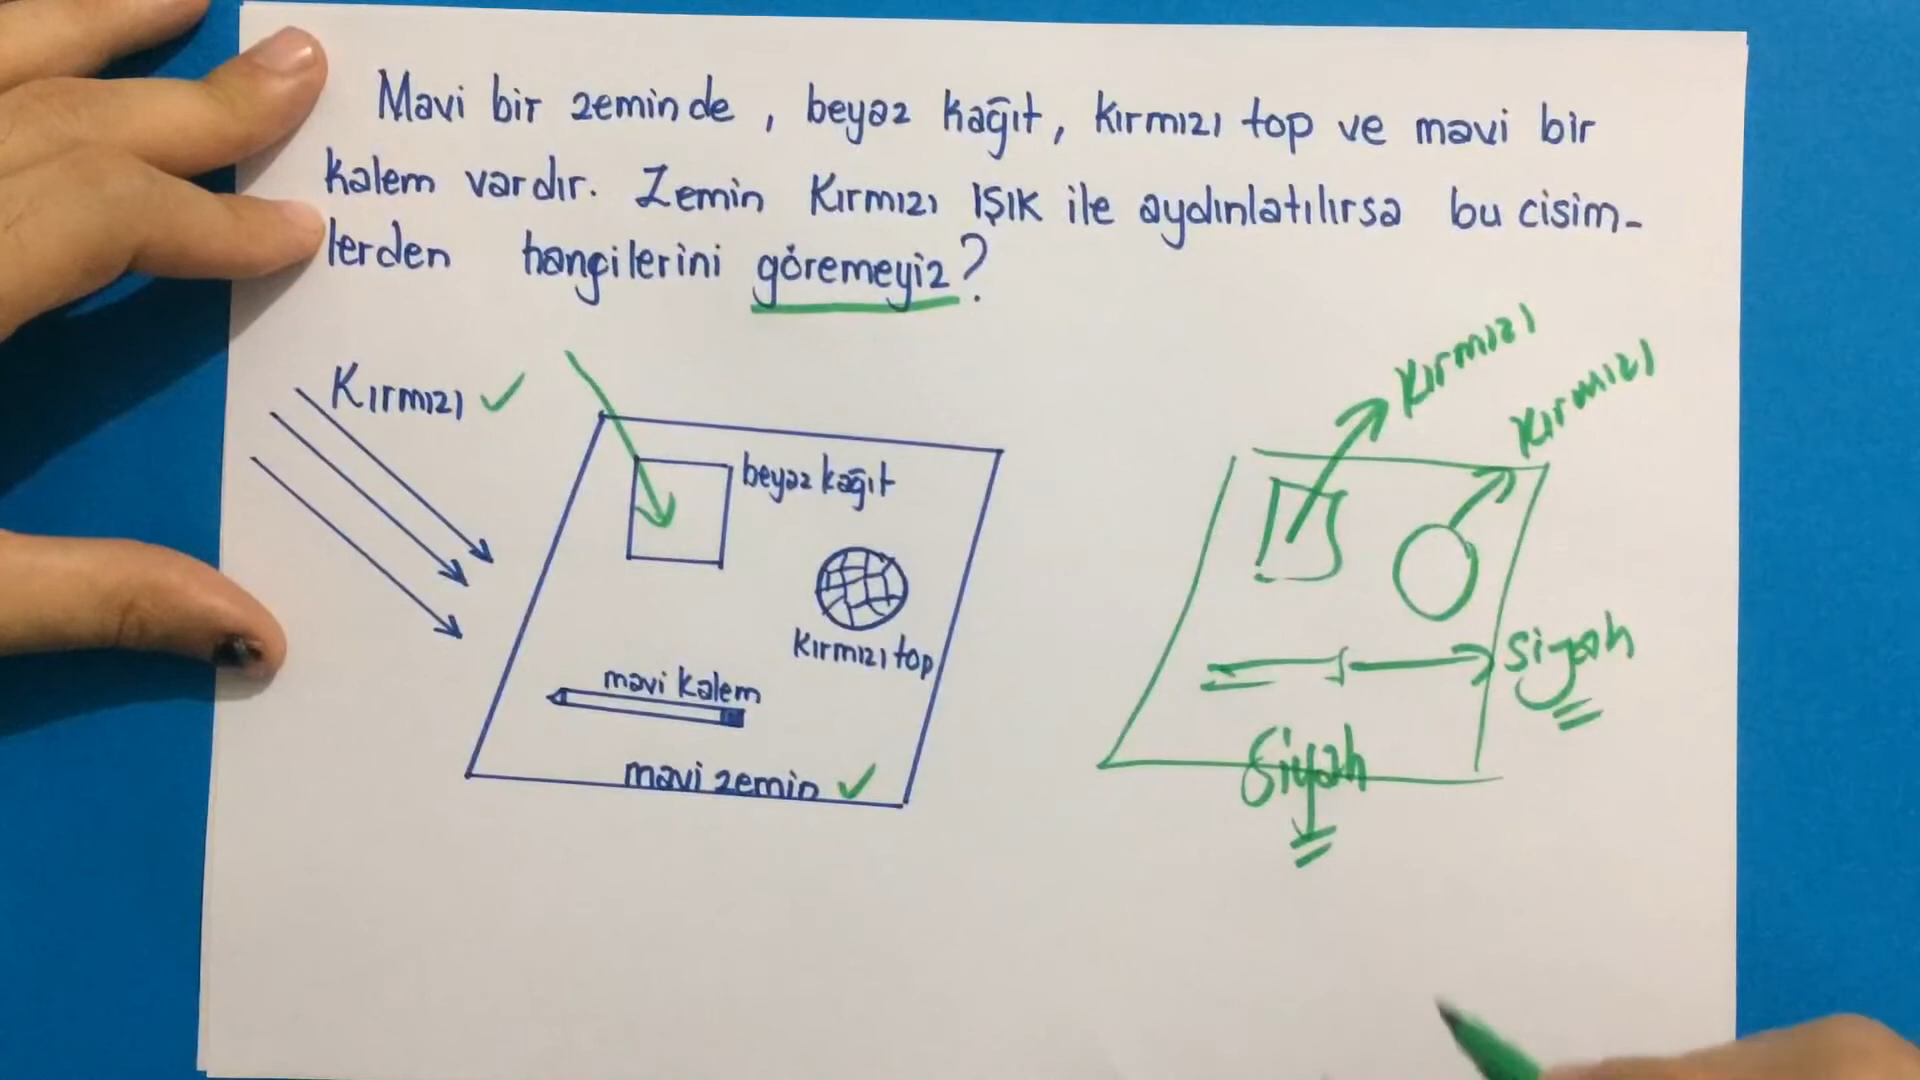 Mavi bir zeminde, beyaz kağıt, kırmızı top ve mavi bir
kalem vardır. Zemin Kırmızı IŞIK ile aydınlatılırsa bu cisim-
lerden hangilerini göremeyiz?
Kırmızı
beyaz kağıt
kırmızı top
mavi kalem
mavi zemin
Kırmızı
Kırmızı
Siyah
Siyah